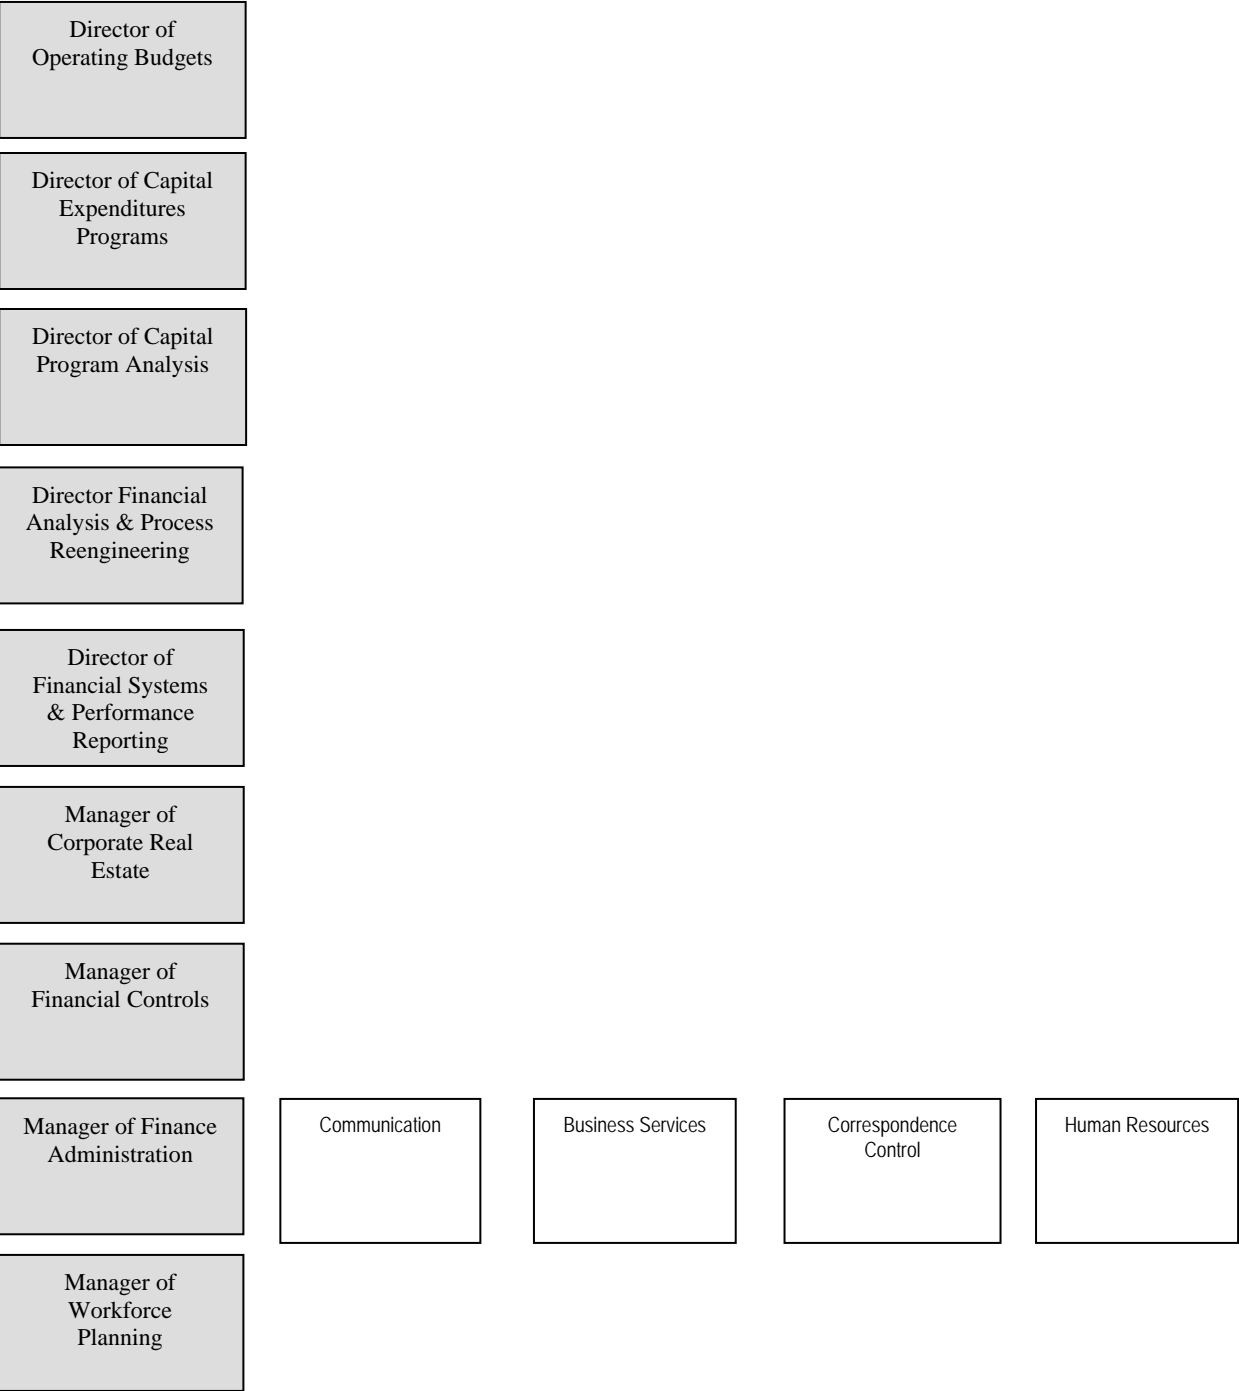 Director of
Operating Budgets
Director of Capital
Expenditures
Programs
Director of Capital
Program Analysis
Director Financial
Analysis & Process
Reengineering
Director of
Financial Systems
& Performance
Reporting
Manager of
Corporate Real
Estate
Manager of
Financial Controls
Manager of Finance
Administration
Communication
Business Services
Correspondence
Control
Human Resources
Manager of
Workforce
Planning